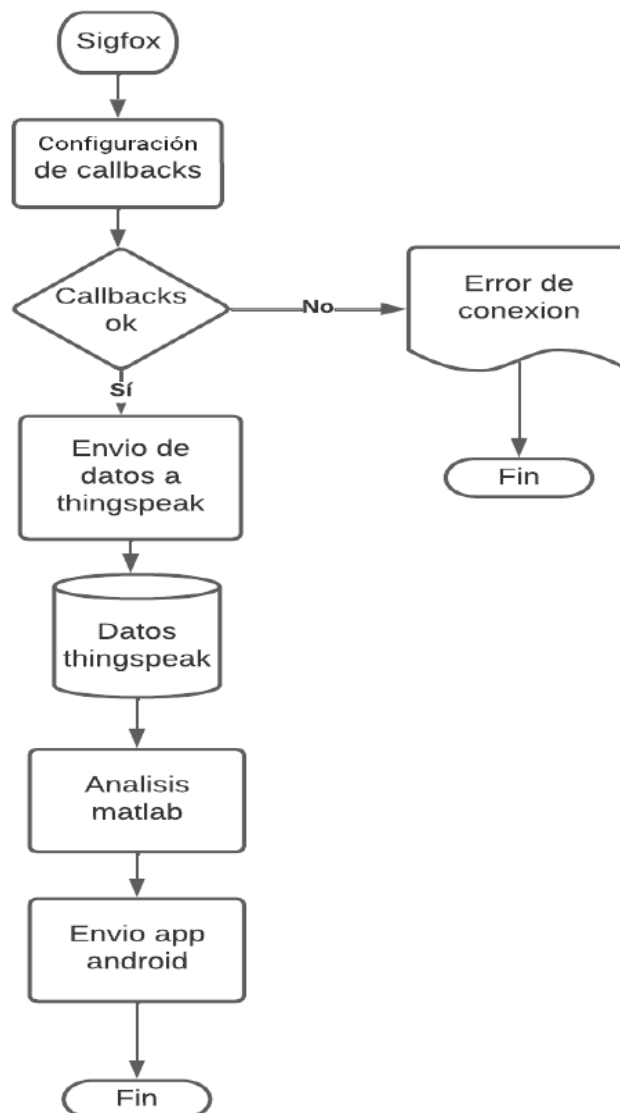 Sigfox
Configuración
de callbacks
Callbacks
ok
No
Error de
conexion
Sí
Fin
Envio de
datos a
thingspeak
Datos
thingspeak
Analisis
matlab
Envio app
android
Fin